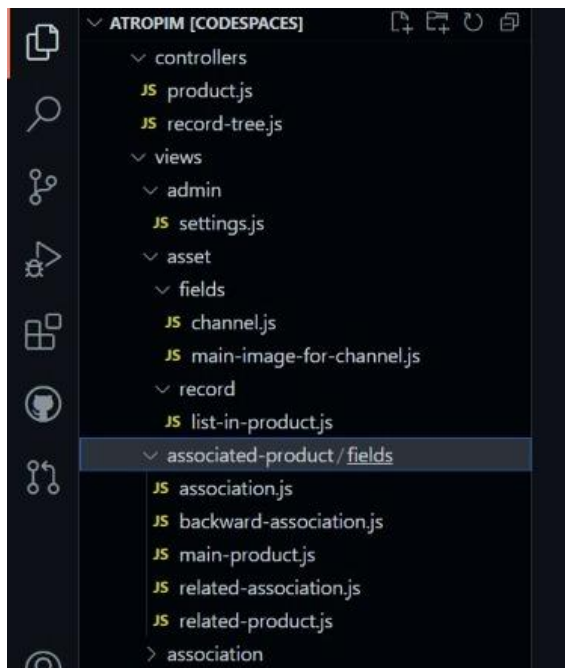 ATROPIM [CODESPACES]
controllers
JS product.js
JS record-tree.js
views
admin
JS settings.js
asset
fields
JS channel.js
JS main-image-for-channel.js
record
JS list-in-product.js
associated-product / fields
JS association.js
JS backward-association.js
JS main-product.js
JS related-association.js
JS related-product.js
association